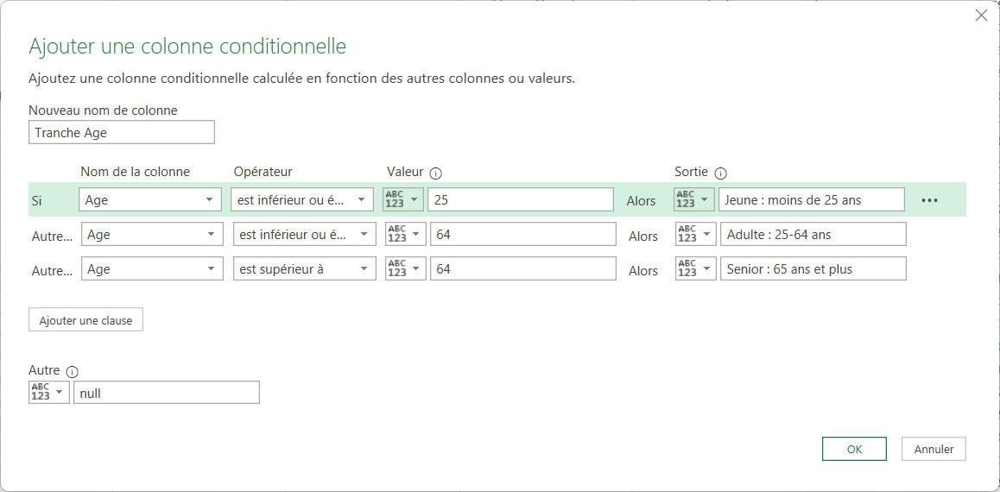 Ajouter une colonne conditionnelle
Ajoutez une colonne conditionnelle calculée en fonction des autres colonnes ou valeurs.
Nouveau nom de colonne
Tranche Age
Nom de la colonne Opérateur Valeur Sortie
Si Age est inférieur ou é... ABC 123 25 Alors ABC 123 Jeune : moins de 25 ans ...
Autre... Age est inférieur ou é... ABC 123 64 Alors ABC 123 Adulte : 25-64 ans
Autre... Age est supérieur à ABC 123 64 Alors ABC 123 Senior : 65 ans et plus
Ajouter une clause
Autre
ABC 123 null
OK Annuler